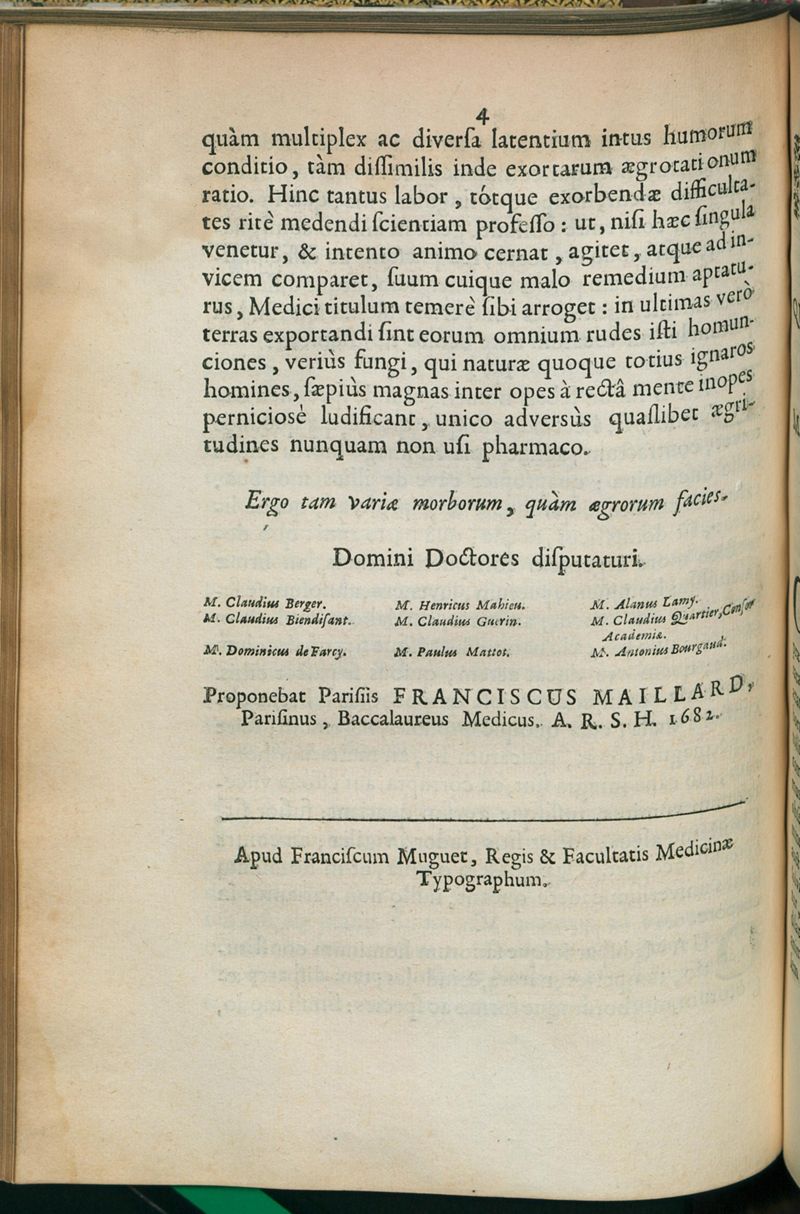 4
quàm multiplex ac diverſa latentium intus humorum
conditio, tàm diſſimilis inde exortarum ægrotationum
ratio. Hinc tantus labor, tótque exorbendæ difficulta-
tes ritè medendi ſcientiam profeſſo : ut, niſi hæc ſingula
venetur, & intento animo cernat, agitet, atque ad in-
vicem comparet, ſuum cuique malo remedium aptatu-
rus, Medici titulum temerè ſibi arroget : in ultimas verò
terras exportandi ſint eorum omnium rudes iſti homun-
ciones, veriùs fungi, qui naturæ quoque totius ignaros
homines, ſæpiùs magnas inter opes à rectâ mente inopes
perniciosè ludificant, unico adversùs quaſlibet ægri-
tudines nunquam non uſi pharmaco.
Ergo tam variæ morborum, quàm ægrorum facies.
Domini Doctores diſputaturi.
M. Claudius Berger. M. Henricus Mahieu. M. Alanus Lamy.
M. Claudius Biendiſant. M. Claudius Guerin. M. Claudius Quartier, Cenſor
Academiæ.
M. Dominicus de Farcy. M. Paulus Mattot. M. Antonius Bourgaud.
Proponebat Pariſiis FRANCISCUS MAILLARD,
Pariſinus, Baccalaureus Medicus. A. R. S. H. 1682.
Apud Franciſcum Muguet, Regis & Facultatis Medicinæ
Typographum.